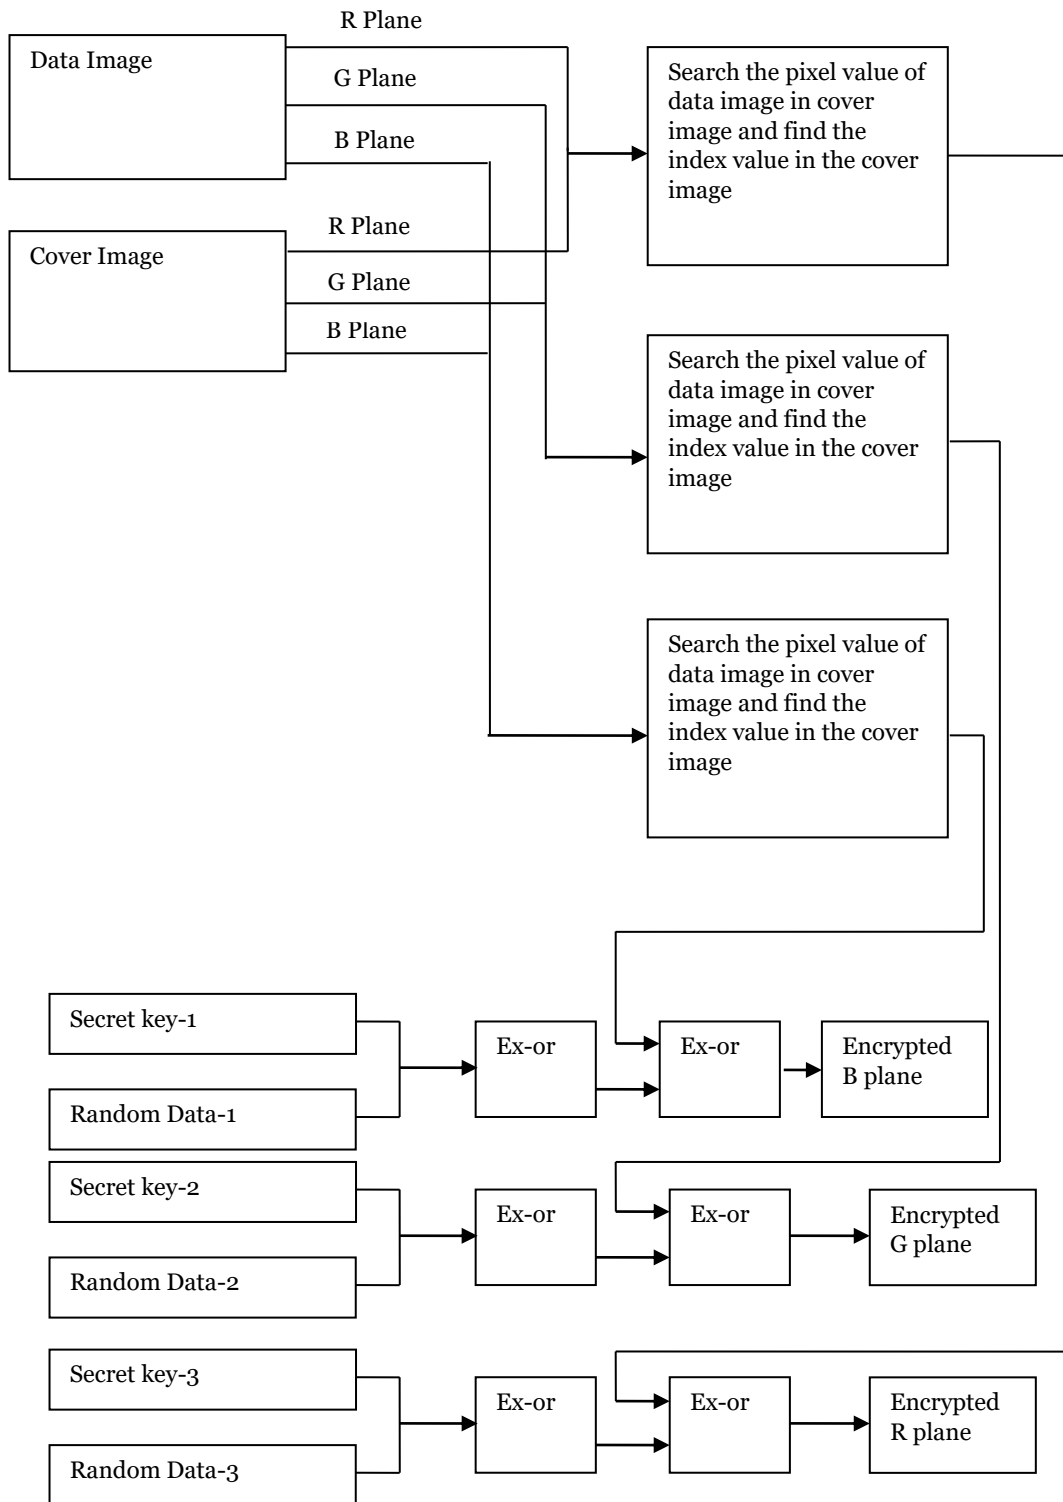 R Plane
Data Image
G Plane
B Plane
Search the pixel value of
data image in cover
image and find the
index value in the cover
image
R Plane
Cover Image
G Plane
B Plane
Search the pixel value of
data image in cover
image and find the
index value in the cover
image
Search the pixel value of
data image in cover
image and find the
index value in the cover
image
Secret key-1
Random Data-1
Ex-or
Ex-or
Encrypted
B plane
Secret key-2
Random Data-2
Ex-or
Ex-or
Encrypted
G plane
Secret key-3
Random Data-3
Ex-or
Ex-or
Encrypted
R plane